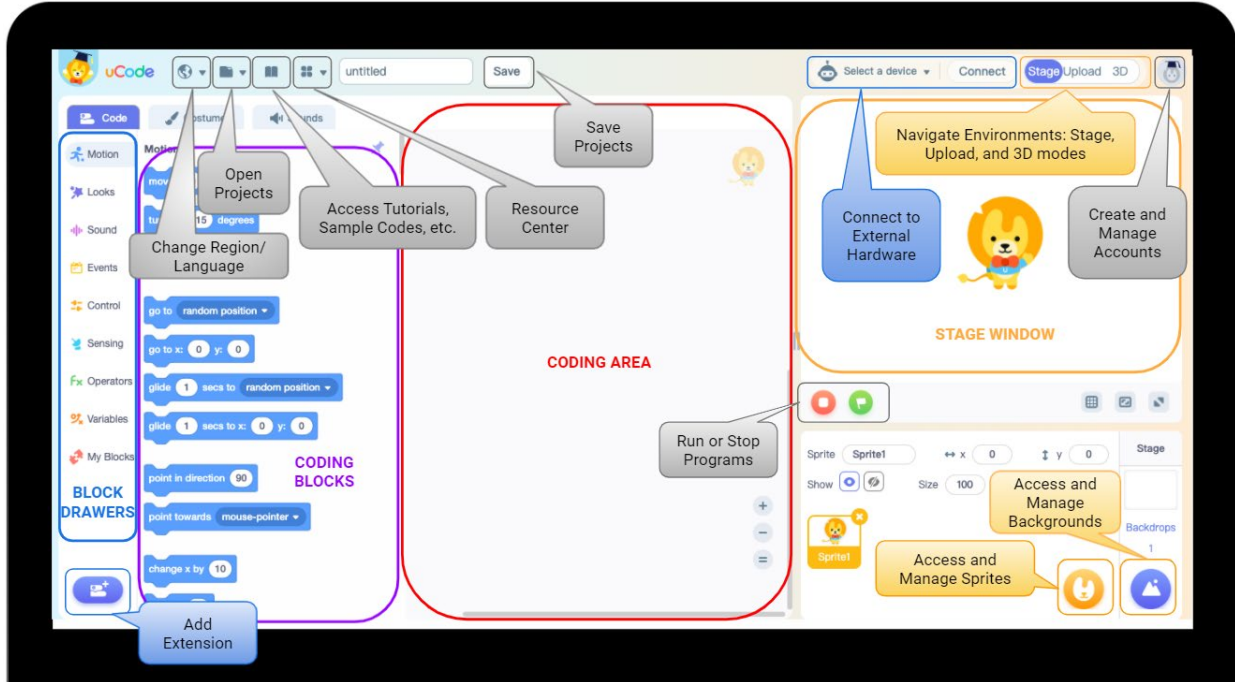 uCode
untitled
Save
Select a device
Connect
Stage
Upload
3D
Code
Sounds
Save
Projects
Navigate Environments: Stage,
Upload, and 3D modes
Motion
Open
Projects
Looks
Access Tutorials,
Sample Codes, etc.
Resource
Center
Connect to
External
Hardware
Create and
Manage
Accounts
15 degrees
Sound
Change Region/
Language
Events
Control
go to random position
Sensing
go to x: 0 y: 0
STAGE WINDOW
CODING AREA
Operators
glide 1 secs to random position
Variables
glide 1 secs to x: 0 y: 0
Run or Stop
Programs
My Blocks
CODING
BLOCKS
point in direction 90
BLOCK
DRAWERS
point towards mouse-pointer
change x by 10
Add
Extension
Sprite Sprite1 x 0 y 0
Stage
Show Size 100
Access and
Manage
Backgrounds
Backdrops
1
Sprite1
Access and
Manage Sprites